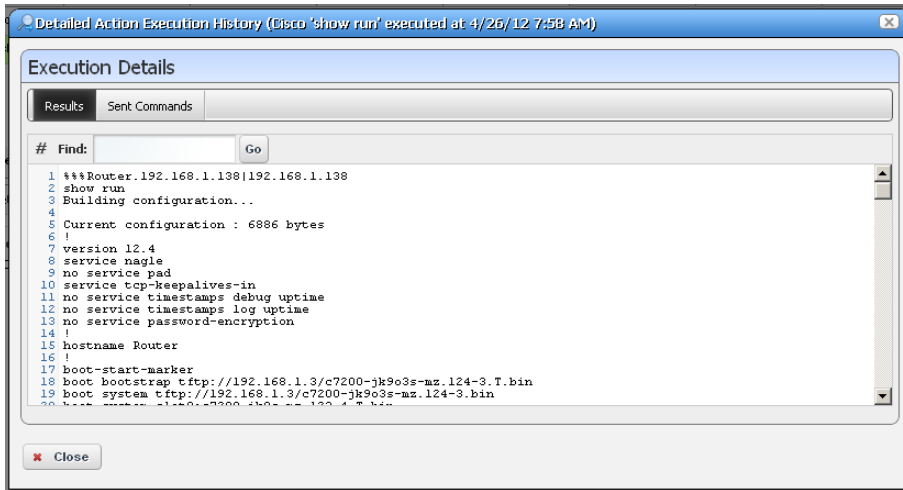 Detailed Action Execution History (Cisco 'show run' executed at 4/26/12 7:58 AM)
Execution Details
Results Sent Commands
# Find: Go
1 %%%Router.192.168.1.138|192.168.1.138
2 show run
3 Building configuration...
4
5 Current configuration : 6886 bytes
6 !
7 version 12.4
8 service nagle
9 no service pad
10 service tcp-keepalives-in
11 no service timestamps debug uptime
12 no service timestamps log uptime
13 no service password-encryption
14 !
15 hostname Router
16 !
17 boot-start-marker
18 boot bootstrap tftp://192.168.1.3/c7200-jk9o3s-mz.124-3.T.bin
19 boot system tftp://192.168.1.3/c7200-jk9o3s-mz.124-3.bin
Close